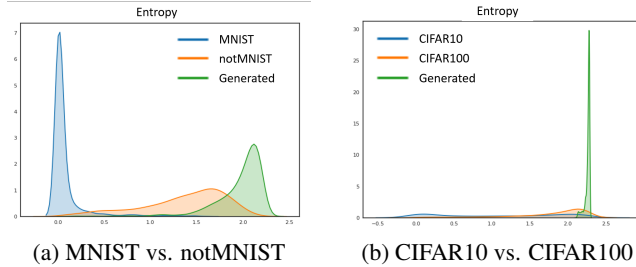 Entropy
7
6
5
4
3
2
1
0
0.0 0.5 1.0 1.5 2.0 2.5
MNIST
notMNIST
Generated
(a) MNIST vs. notMNIST
Entropy
30
25
20
15
10
5
0
−0.5 0.0 0.5 1.0 1.5 2.0 2.5
CIFAR10
CIFAR100
Generated
(b) CIFAR10 vs. CIFAR100